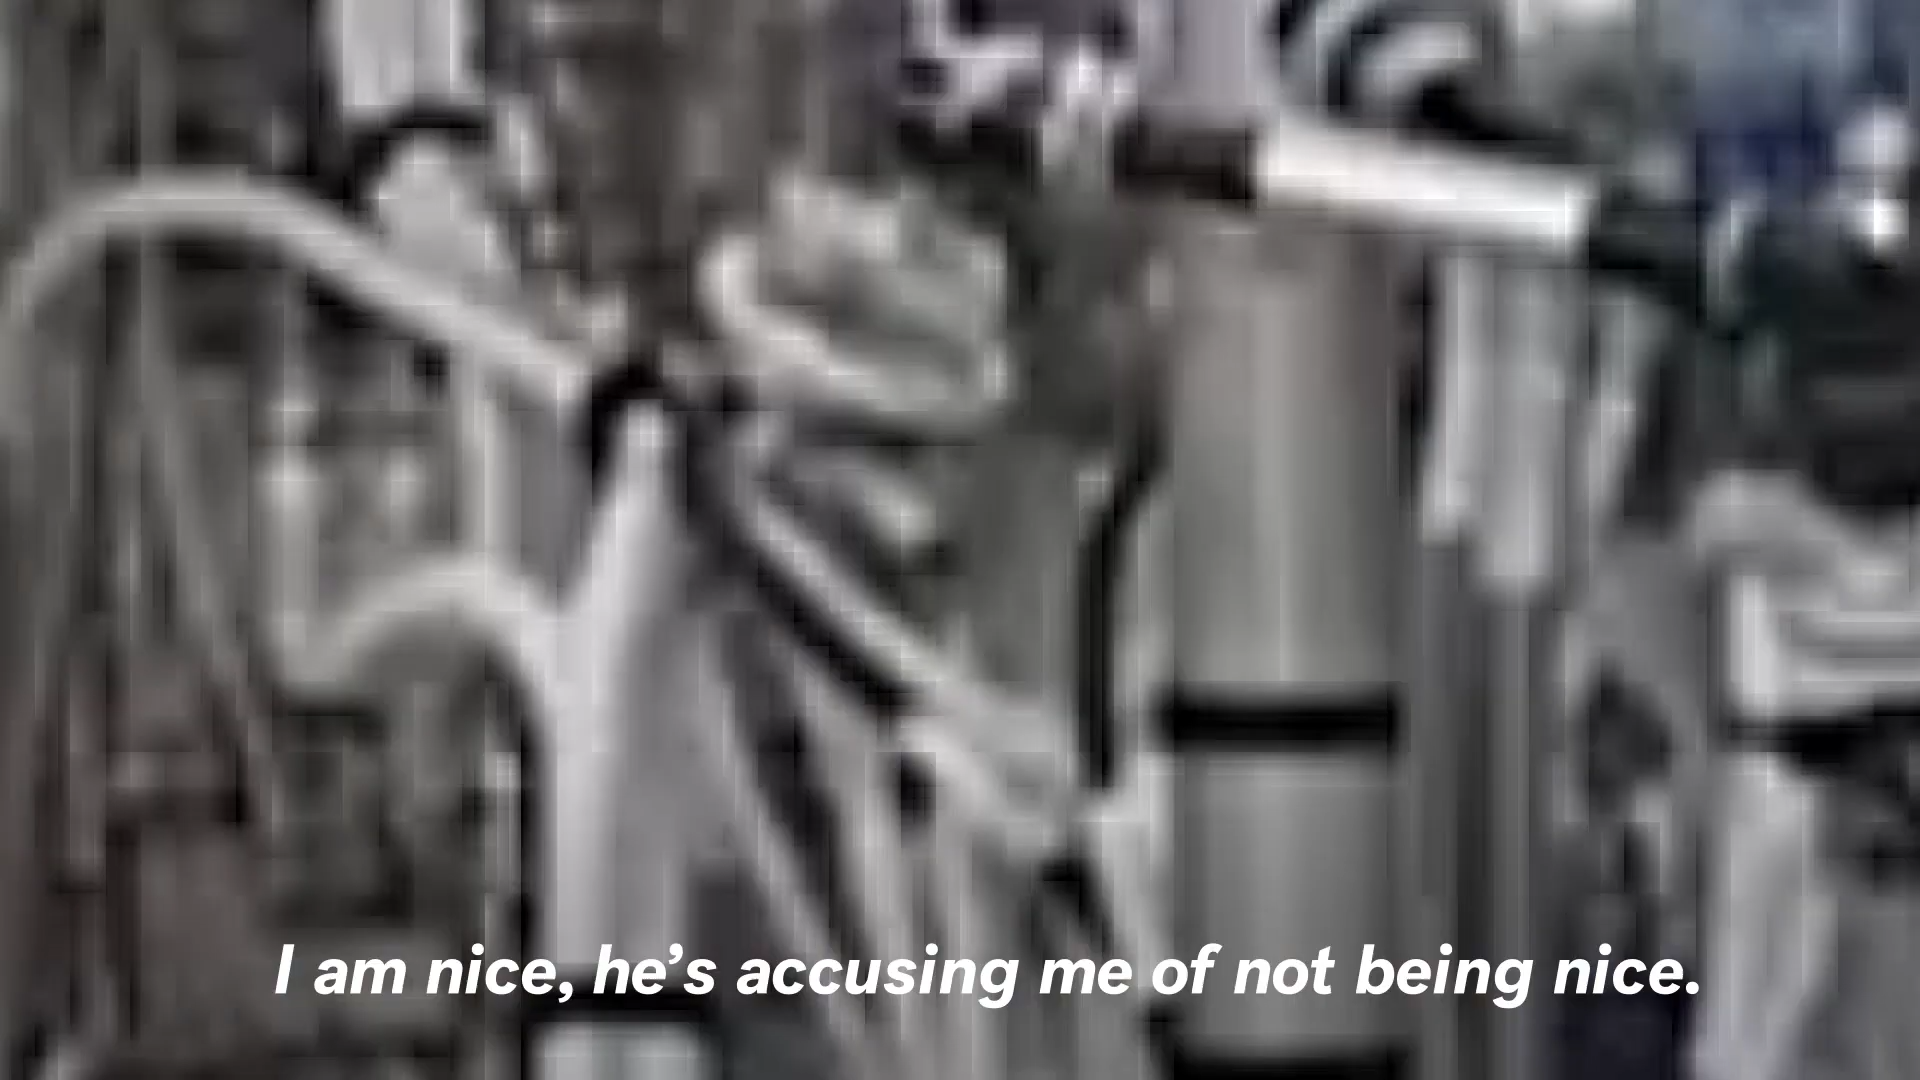 I am nice, he’s accusing me of not being nice.